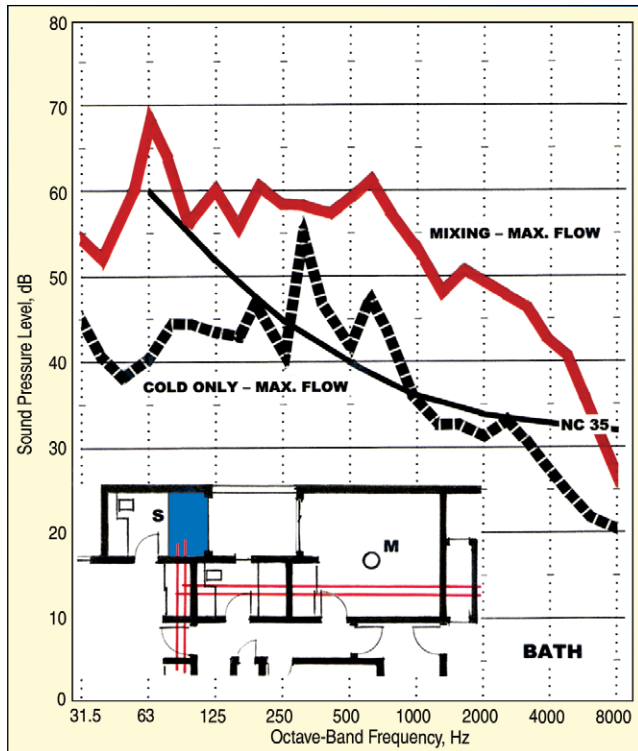 80
70
60
50
40
30
20
10
0
Sound Pressure Level, dB
MIXING – MAX. FLOW
COLD ONLY – MAX. FLOW
NC 35
S
M
BATH
31.5 63 125 250 500 1000 2000 4000 8000
Octave-Band Frequency, Hz